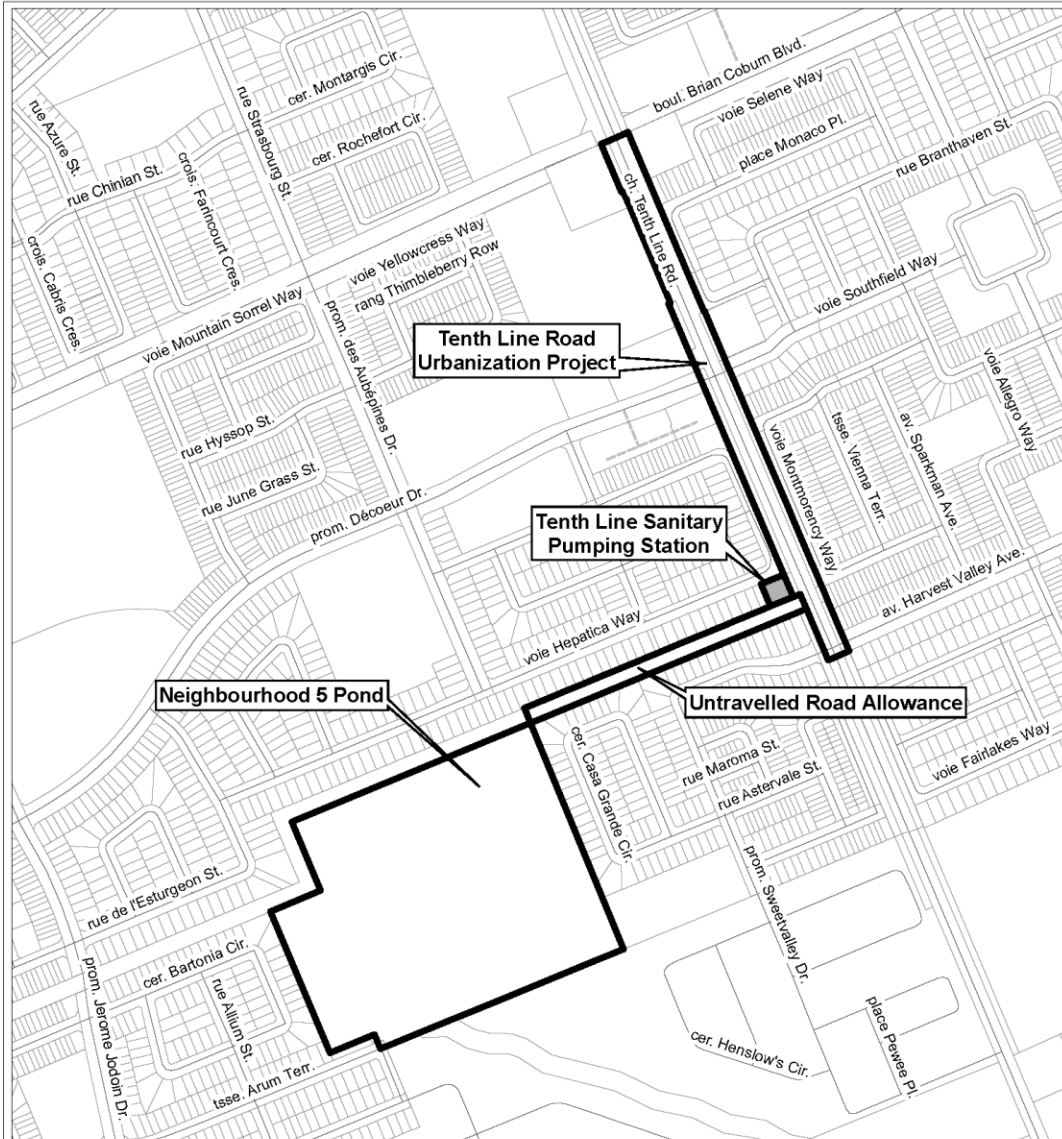 boul. Brian Coburn Blvd.
voie Selene Way
place Monaco Pl.
rue Branthaven St.
cer. Montargis Cir.
rue Strasbourg St.
cer. Rochefort Cir.
rue Azure St.
rue Chinian St.
crois. Farincourt Cres.
crois. Cabris Cres.
ch. Tenth Line Rd.
voie Yellowcress Way
rang Thimbleberry Row
voie Mountain Sorrel Way
prom. des Aubépines Dr.
voie Southfield Way
Tenth Line Road
Urbanization Project
voie Allegro Way
rue Hyssop St.
rue June Grass St.
prom. Décoeur Dr.
voie Montmorency Way
tsse. Vienna Terr.
av. Sparkman Ave.
Tenth Line Sanitary
Pumping Station
av. Harvest Valley Ave.
voie Hepatica Way
Neighbourhood 5 Pond
Untravelled Road Allowance
cer. Casa Grande Cir.
rue Maroma St.
rue Astervale St.
voie Fairlakes Way
rue de l'Esturgeon St.
prom. Sweetvalley Dr.
cer. Bartonia Cir.
rue Allium St.
prom. Jerome Jodoin Dr.
tsse. Arum Terr.
cer. Henslow's Cir.
place Pewee Pl.